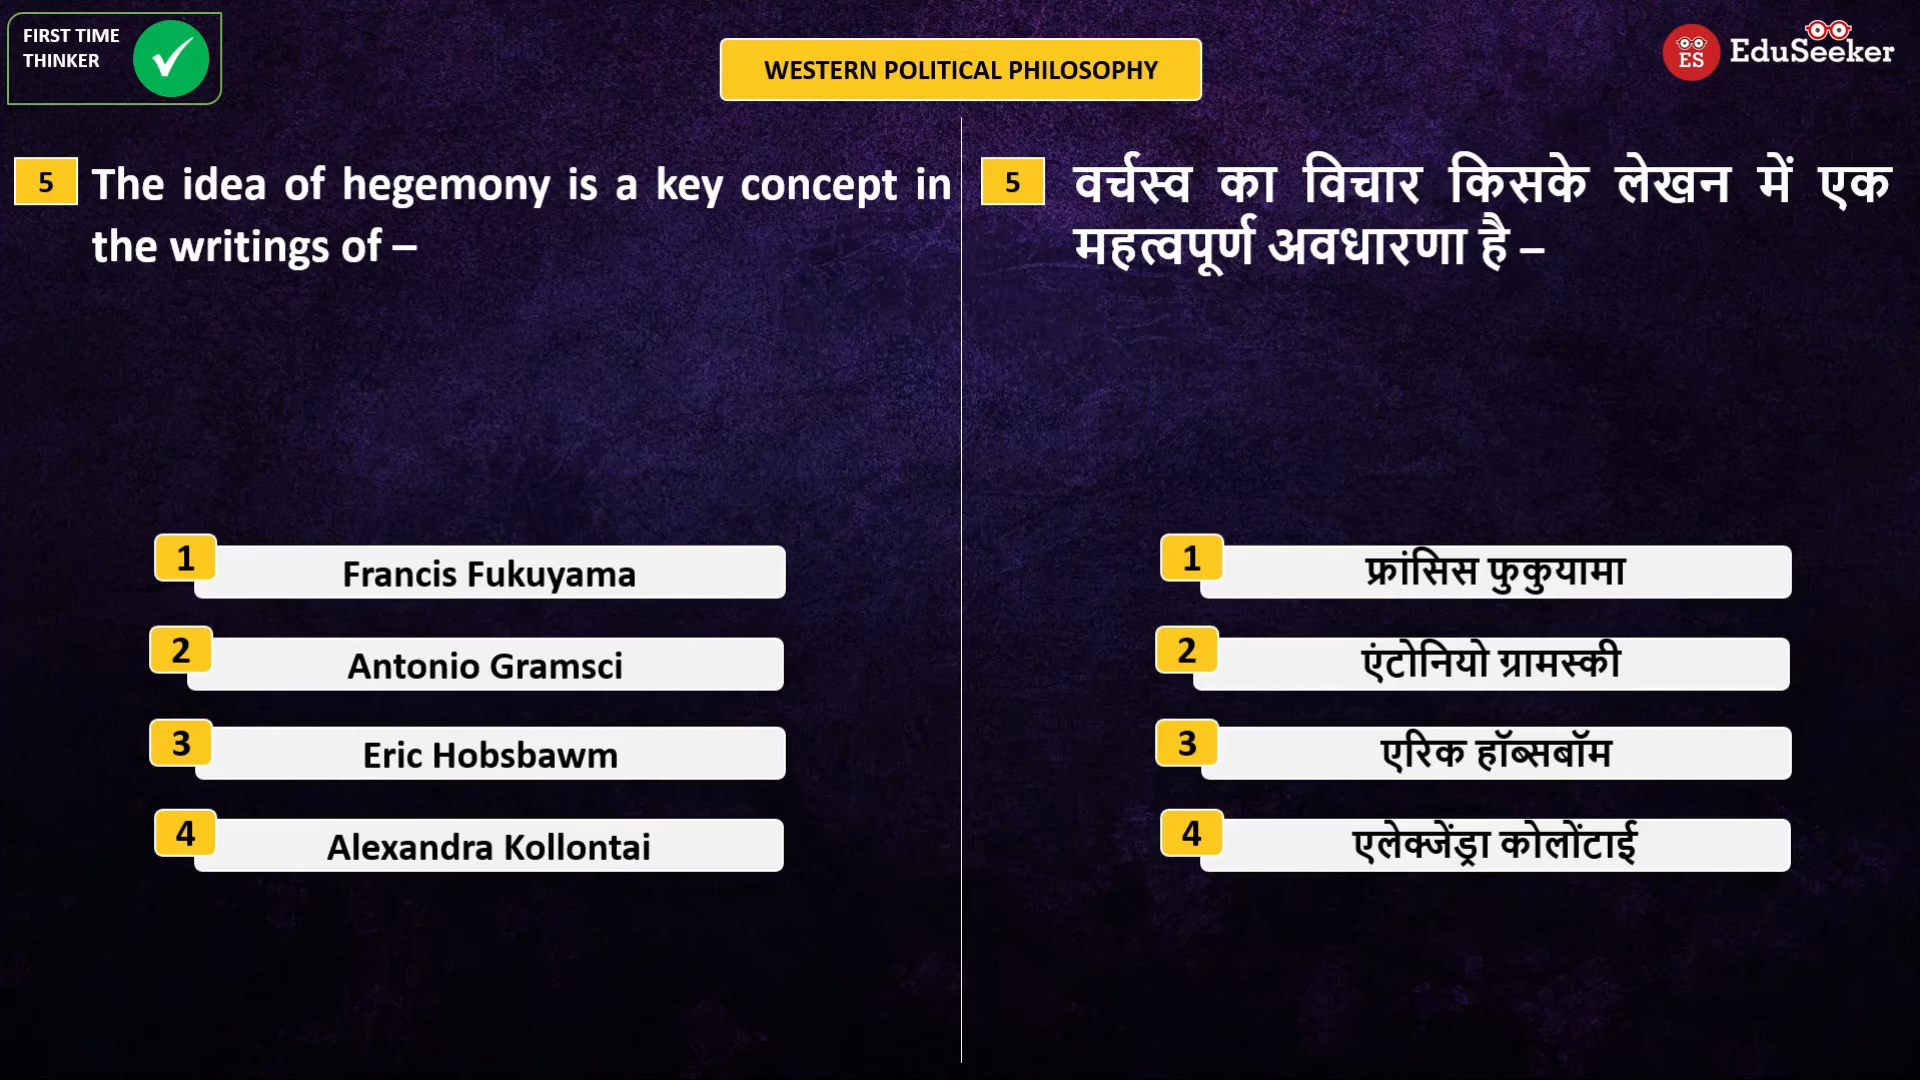 FIRST TIME
THINKER
WESTERN POLITICAL PHILOSOPHY
ES
EduSeeker
5
The idea of hegemony is a key concept in
the writings of –
1
Francis Fukuyama
2
Antonio Gramsci
3
Eric Hobsbawm
4
Alexandra Kollontai
5
वर्चस्व का विचार किसके लेखन में एक
महत्वपूर्ण अवधारणा है –
1
फ्रांसिस फुकुयामा
2
एंटोनियो ग्रामस्की
3
एरिक हॉब्सबॉम
4
एलेक्जेंड्रा कोलोंटाई